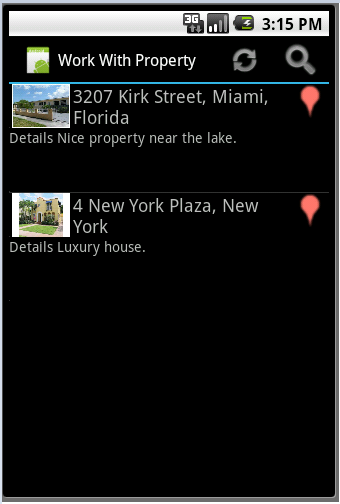 3G 3:15 PM
Work With Property
3207 Kirk Street, Miami,
Florida
Details Nice property near the lake.
4 New York Plaza, New
York
Details Luxury house.